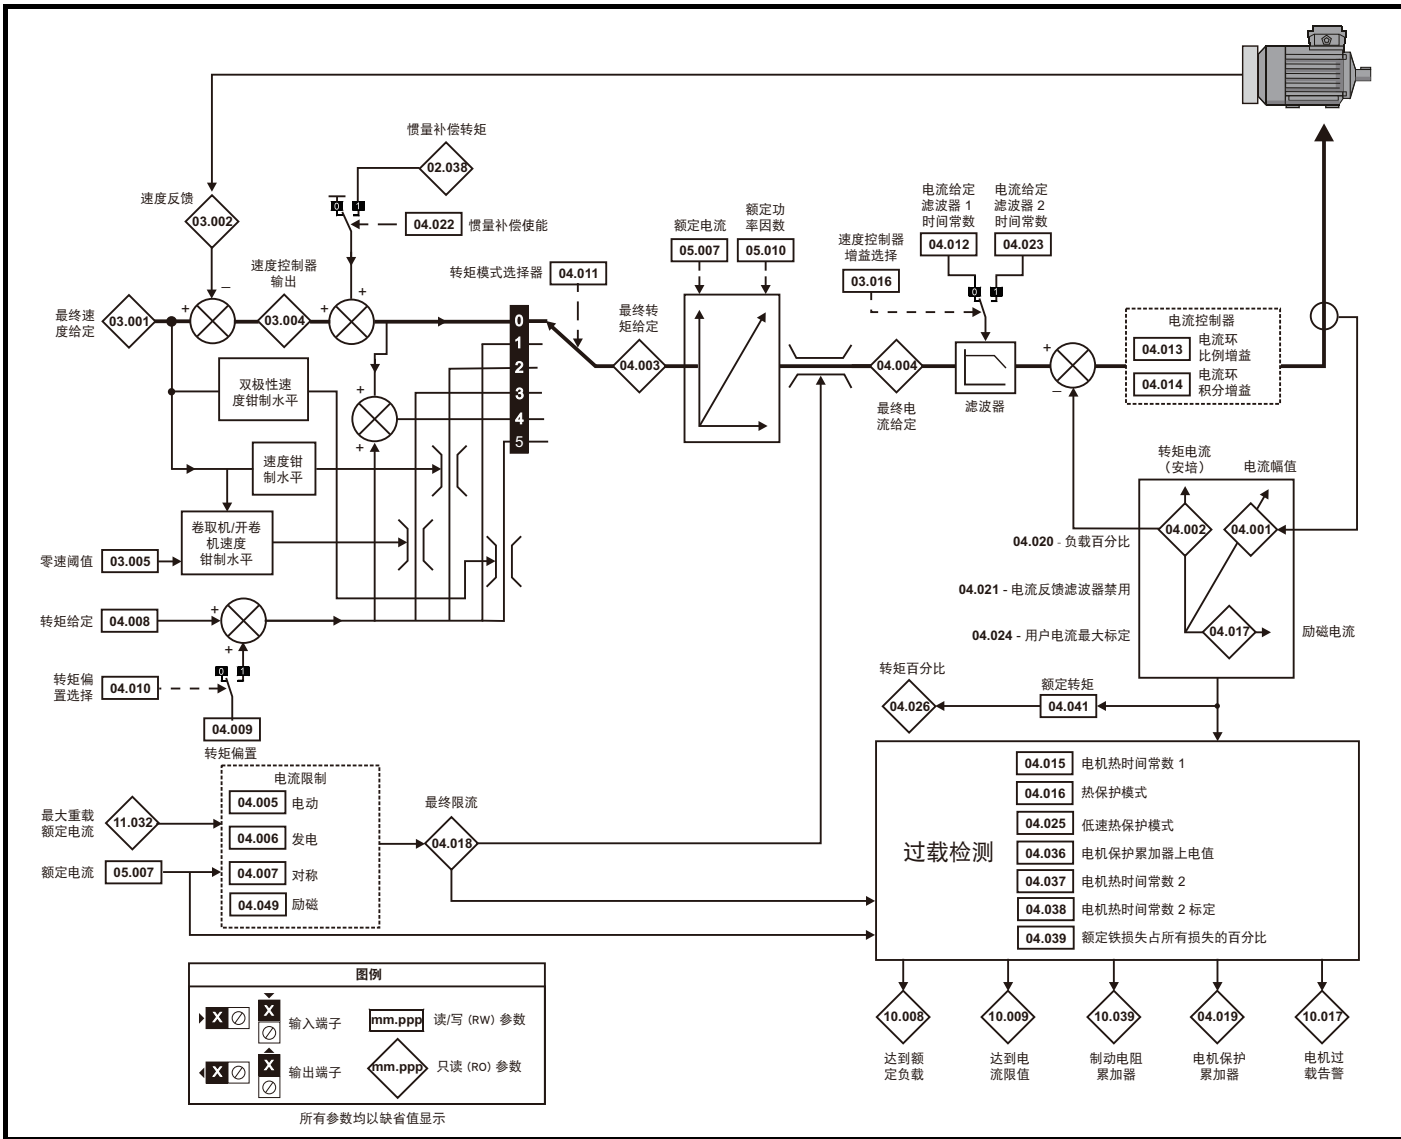 惯量补偿转矩
02.038
速度反馈
03.002
0 1
04.022 惯量补偿使能
速度控制器
输出
最终速
度给定
03.001
+
−
03.004
+
+
转矩模式选择器
04.011
双极性速
度钳制水平
+
+
速度钳
制水平
卷取机/开卷
机速度
钳制水平
零速阈值
03.005
转矩给定
04.008
+
+
0 1
转矩偏
置选择
04.010
04.009
转矩偏置
0
1
2
3
4
5
最终转
矩给定
04.003
额定电流
05.007
额定功
率因数
05.010
速度控制器
增益选择
03.016
电流给定
滤波器 1
时间常数
04.012
电流给定
滤波器 2
时间常数
04.023
0 1
04.004
最终电
流给定
滤波器
+
−
电流控制器
04.013 电流环
比例增益
04.014 电流环
积分增益
转矩电流
（安培）
电流幅值
04.002
04.001
04.017
励磁电流
04.020 - 负载百分比
04.021 - 电流反馈滤波器禁用
04.024 - 用户电流最大标定
转矩百分比
04.026
额定转矩
04.041
最大重载
额定电流
11.032
额定电流
05.007
电流限制
04.005 电动
04.006 发电
04.007 对称
04.049 励磁
最终限流
04.018
过载检测
04.015 电机热时间常数 1
04.016 热保护模式
04.025 低速热保护模式
04.036 电机保护累加器上电值
04.037 电机热时间常数 2
04.038 电机热时间常数 2 标定
04.039 额定铁损失占所有损失的百分比
10.008
达到额
定负载
10.009
达到电
流限值
10.039
制动电阻
累加器
04.019
电机保护
累加器
10.017
电机过
载告警
图例
X X 输入端子
mm.ppp 读/写 (RW) 参数
X X 输出端子
mm.ppp 只读 (RO) 参数
所有参数均以缺省值显示